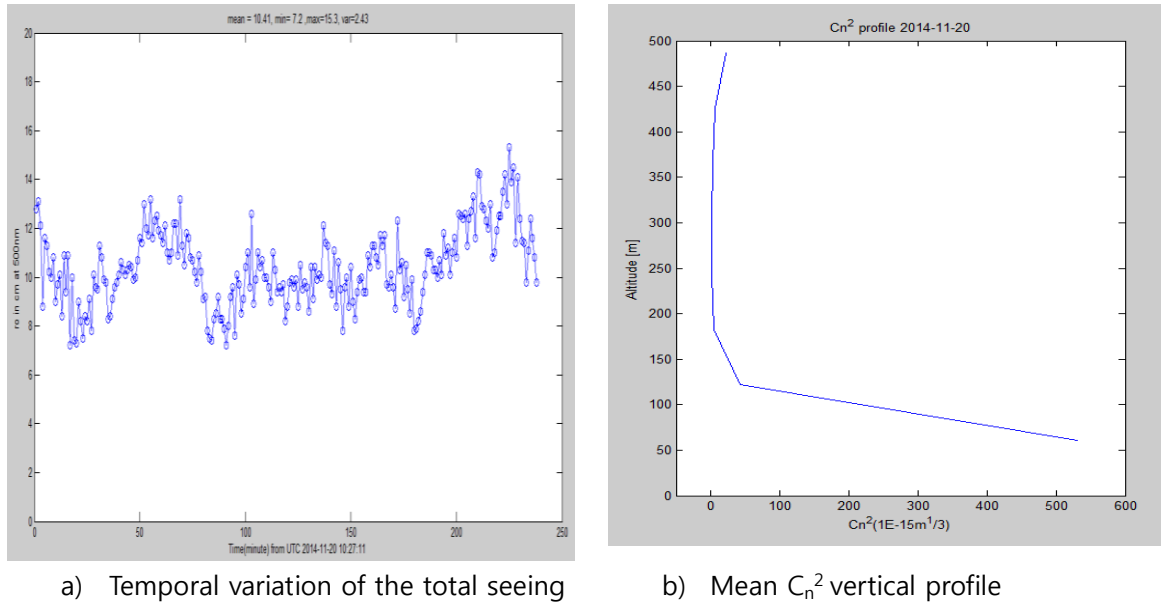 mean = 10.41, min= 7.2 ,max=15.3, var=2.43
20
18
16
14
12
10
8
6
4
2
0
ro in cm at 500nm
0 50 100 150 200 250
Time(minute) from UTC 2014-11-20 10:27:11
a) Temporal variation of the total seeing
Cn² profile 2014-11-20
500
450
400
350
300
250
200
150
100
50
0
Altitude [m]
0 100 200 300 400 500 600
Cn²(1E-15m¹/3)
b) Mean Cₙ² vertical profile